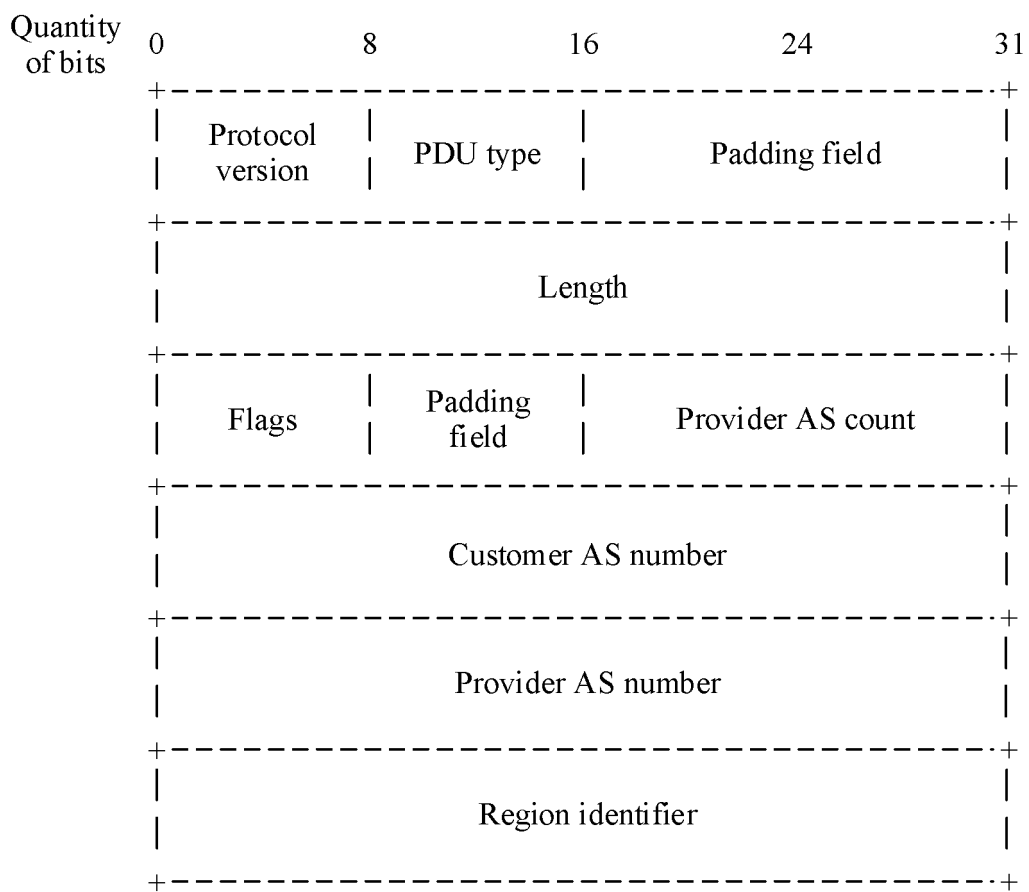 Quantity
of bits
0 8 16 24 31
Protocol
version
PDU type
Padding field
Length
Flags
Padding
field
Provider AS count
Customer AS number
Provider AS number
Region identifier